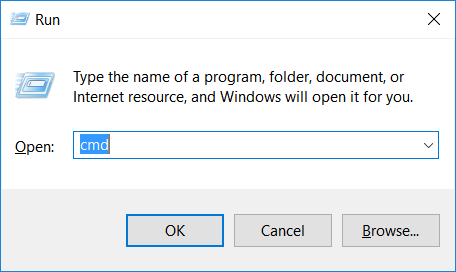 Run
Type the name of a program, folder, document, or
Internet resource, and Windows will open it for you.
Open: cmd
OK Cancel Browse...